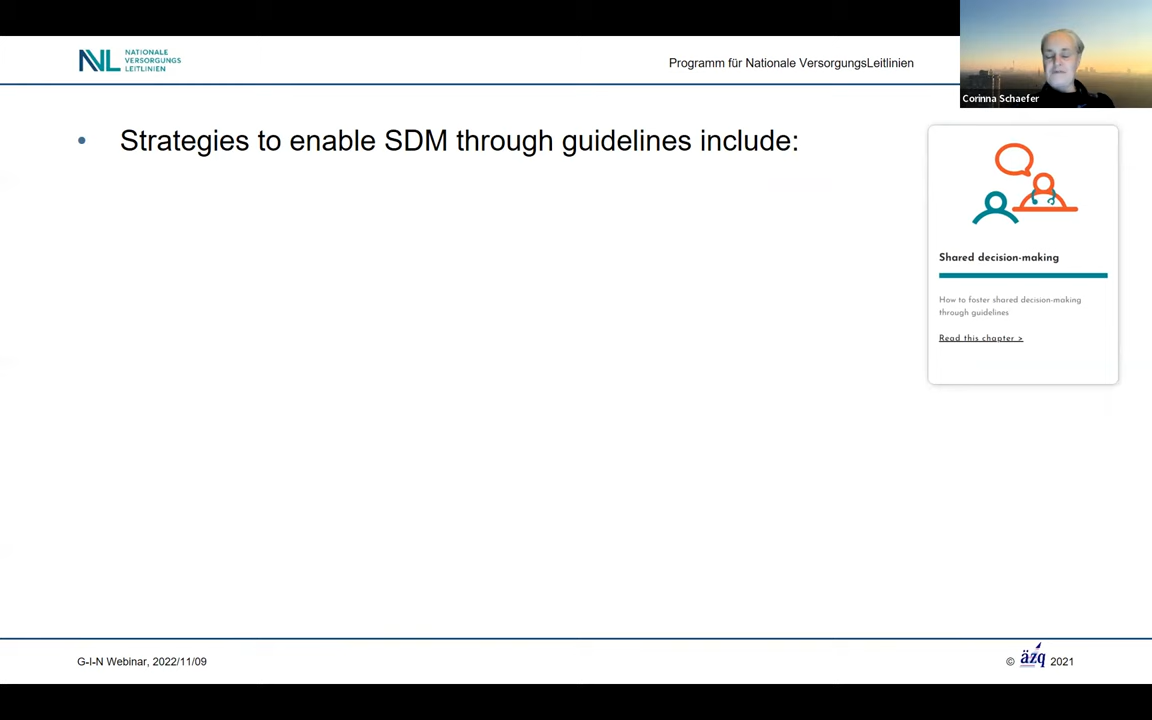 NVL NATIONALE
VERSORGUNGS
LEITLINIEN
Programm für Nationale VersorgungsLeitlinien
Corinna Schaefer
• Strategies to enable SDM through guidelines include:
Shared decision-making
How to foster shared decision-making
through guidelines
Read this chapter >
G-I-N Webinar, 2022/11/09
© äzq 2021